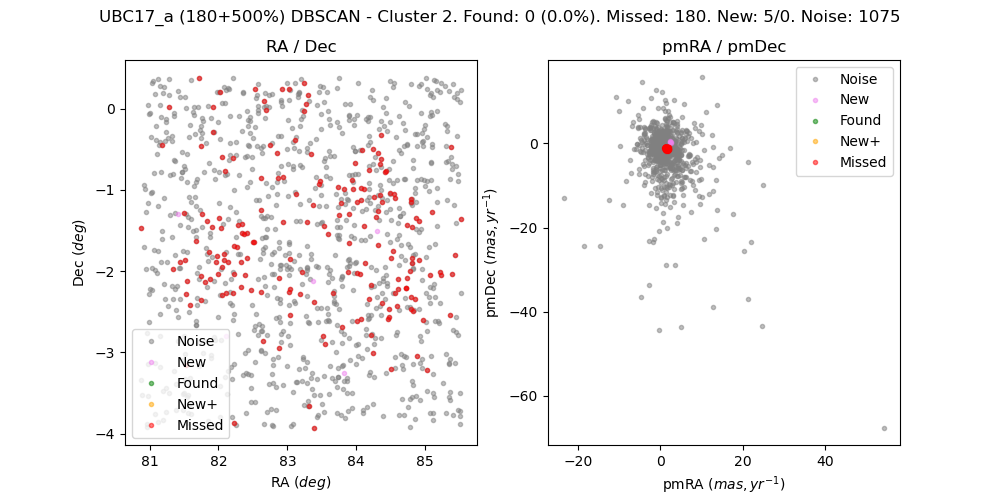 UBC17_a (180+500%) DBSCAN - Cluster 2. Found: 0 (0.0%). Missed: 180. New: 5/0. Noise: 1075
RA / Dec
Dec (deg)
0
−1
−2
−3
−4
Noise
New
Found
New+
Missed
81
82
83
84
85
RA (deg)
pmRA / pmDec
pmDec (mas, yr⁻¹)
0
−20
−40
−60
Noise
New
Found
New+
Missed
−20
0
20
40
pmRA (mas, yr⁻¹)